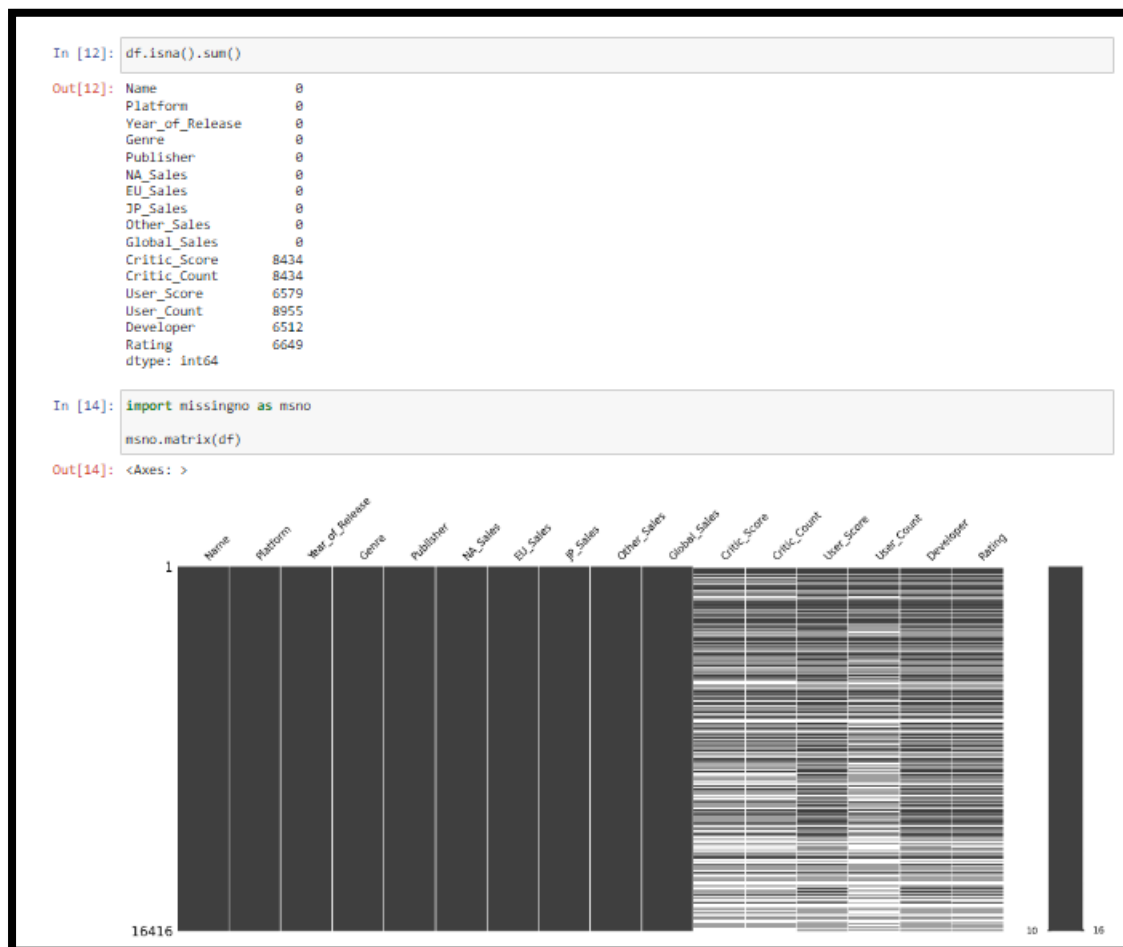 In [12]: df.isna().sum()
Out[12]: Name 0
Platform 0
Year_of_Release 0
Genre 0
Publisher 0
NA_Sales 0
EU_Sales 0
JP_Sales 0
Other_Sales 0
Global_Sales 0
Critic_Score 8434
Critic_Count 8434
User_Score 6579
User_Count 8955
Developer 6512
Rating 6649
dtype: int64
In [14]: import missingno as msno
msno.matrix(df)
Out[14]: <Axes: >
Name Platform Year_of_Release Genre Publisher NA_Sales EU_Sales JP_Sales Other_Sales Global_Sales Critic_Score Critic_Count User_Score User_Count Developer Rating
1
16416 10 16